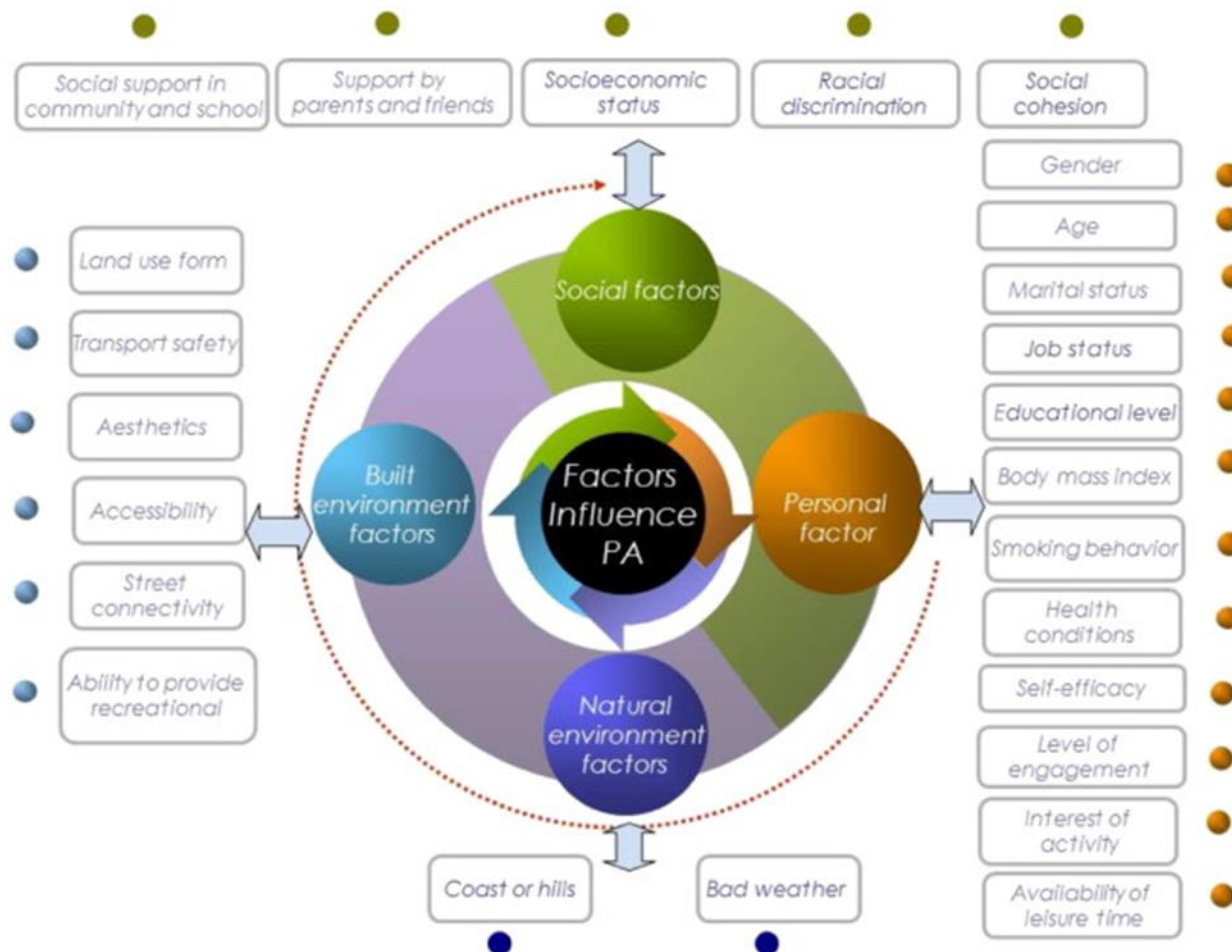 Social support in
community and school
Support by
parents and friends
Socioeconomic
status
Racial
discrimination
Social
cohesion
Gender
Age
Marital status
Job status
Educational level
Body mass index
Smoking behavior
Health
conditions
Self-efficacy
Level of
engagement
Interest of
activity
Availability of
leisure time
Land use form
Transport safety
Aesthetics
Accessibility
Street
connectivity
Ability to provide
recreational
Social factors
Built
environment
factors
Factors
Influence
PA
Personal
factor
Natural
environment
factors
Coast or hills
Bad weather